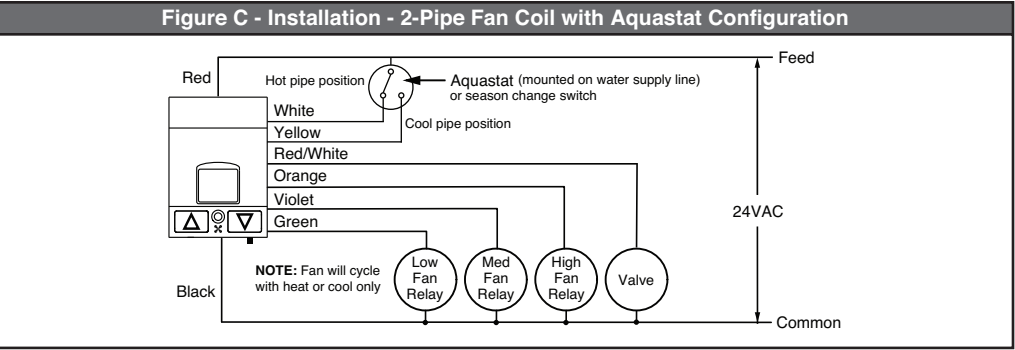 Figure C - Installation - 2-Pipe Fan Coil with Aquastat Configuration
Feed
Red
Hot pipe position
Aquastat (mounted on water supply line)
or season change switch
White
Cool pipe position
Yellow
Red/White
Orange
Violet
24VAC
Green
NOTE: Fan will cycle
with heat or cool only
Low
Fan
Relay
Med
Fan
Relay
High
Fan
Relay
Valve
Black
Common